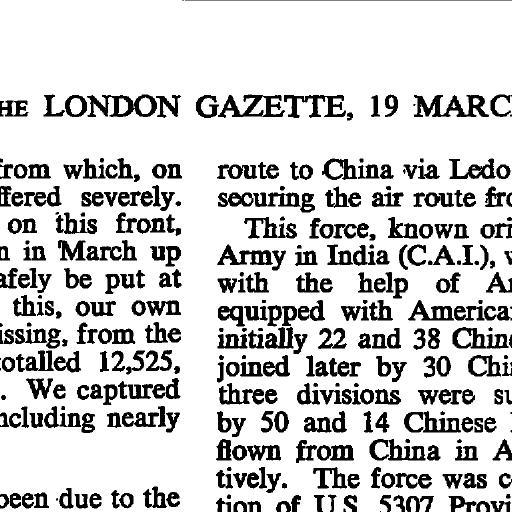 HE LONDON GAZETTE, 19 MARC
from which, on
ffered severely.
on this front,
n in March up
afely be put at
this, our own
issing, from the
otalled 12,525,
. We captured
ncluding nearly
been due to the
route to China via Ledo
securing the air route fr
This force, known ori
Army in India (C.A.I.), w
with the help of Am
equipped with America
initially 22 and 38 Chine
joined later by 30 Chi
three divisions were su
by 50 and 14 Chinese
flown from China in A
tively. The force was c
tion of U.S. 5307 Provi